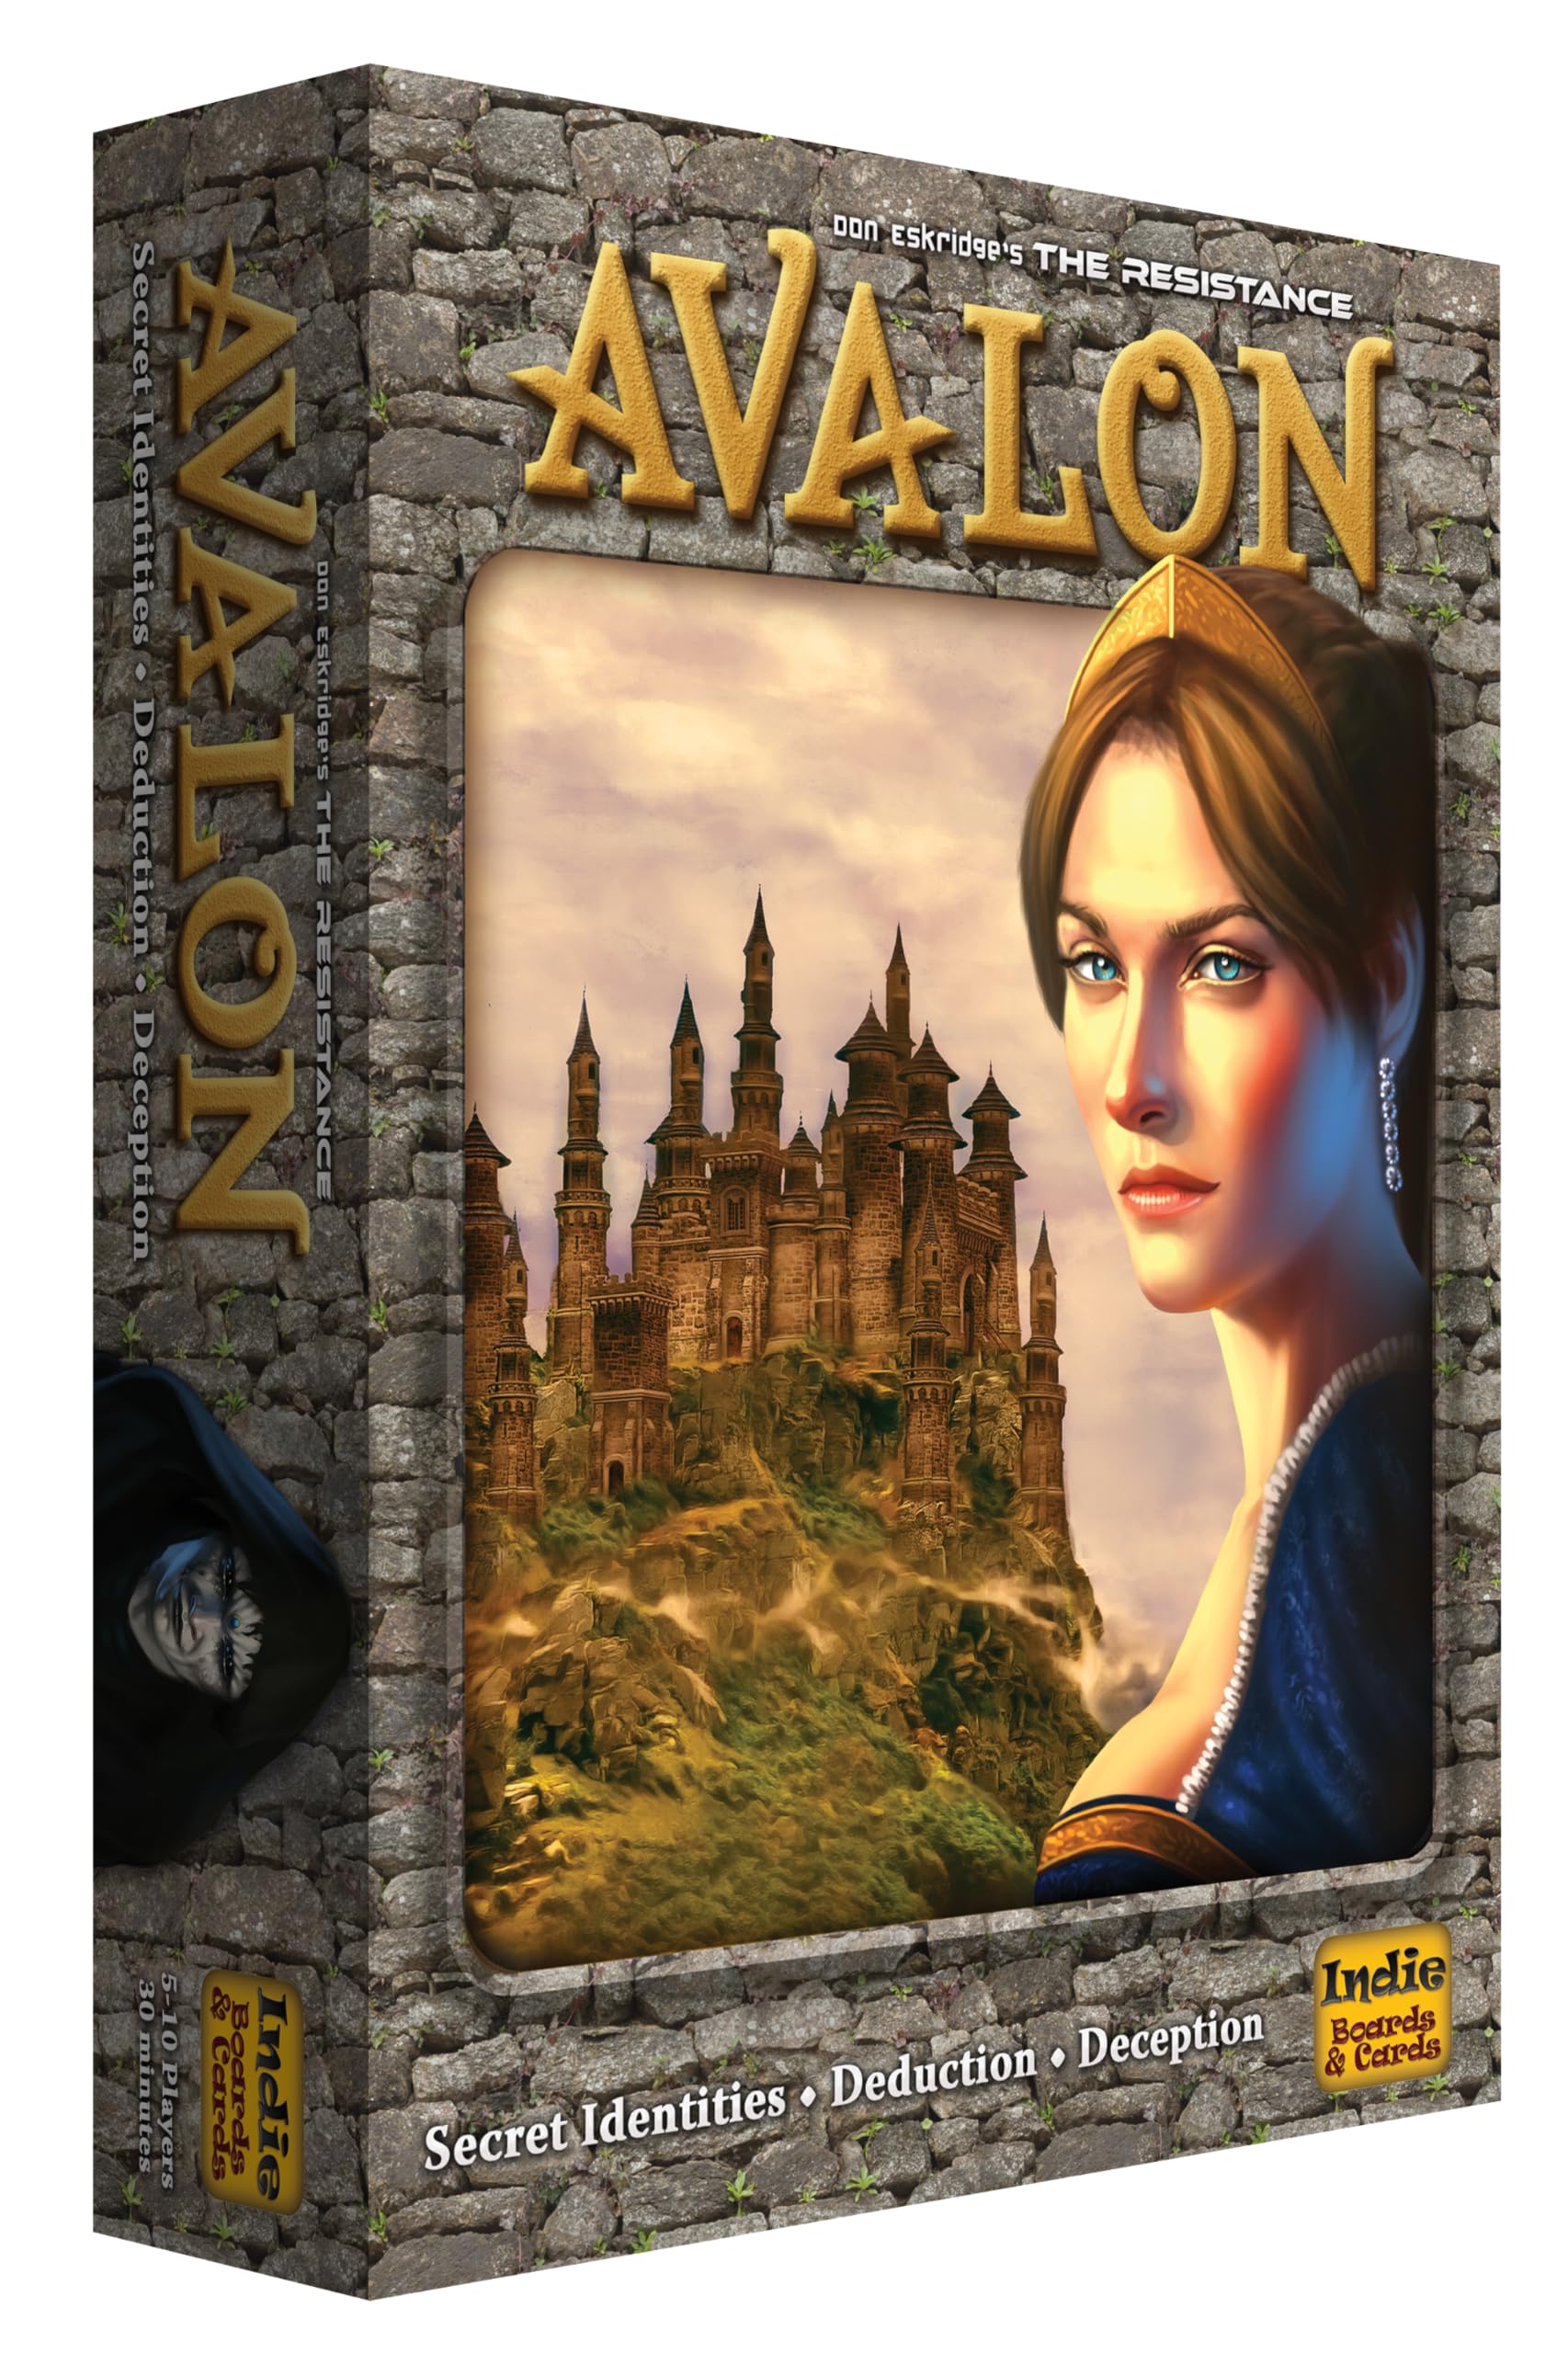 Don Eskridge's THE RESISTANCE
AVALON
Secret Identities ♦ Deduction ♦ Deception
Indie
Boards
& Cards
Don Eskridge's THE RESISTANCE
AVALON
Secret Identities ♦ Deduction ♦ Deception
Indie
Boards
& Cards
5-10 Players
30 minutes